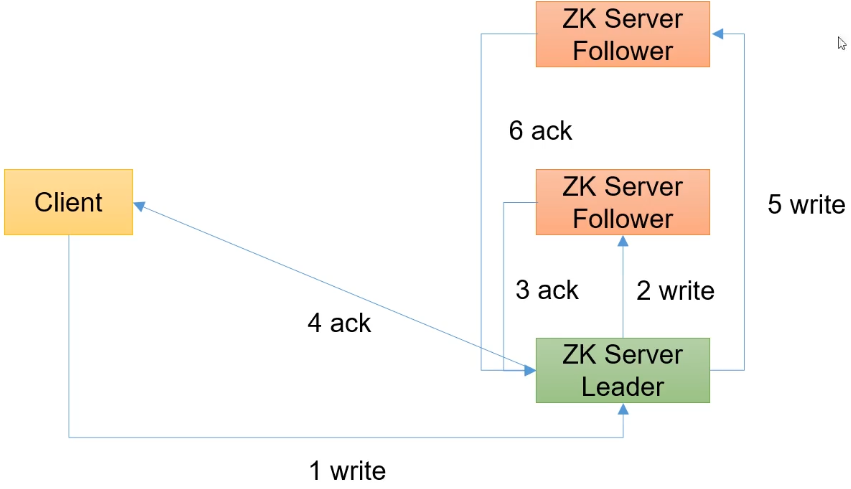 ZK Server
Follower
6 ack
Client
ZK Server
Follower
5 write
3 ack
2 write
4 ack
ZK Server
Leader
1 write